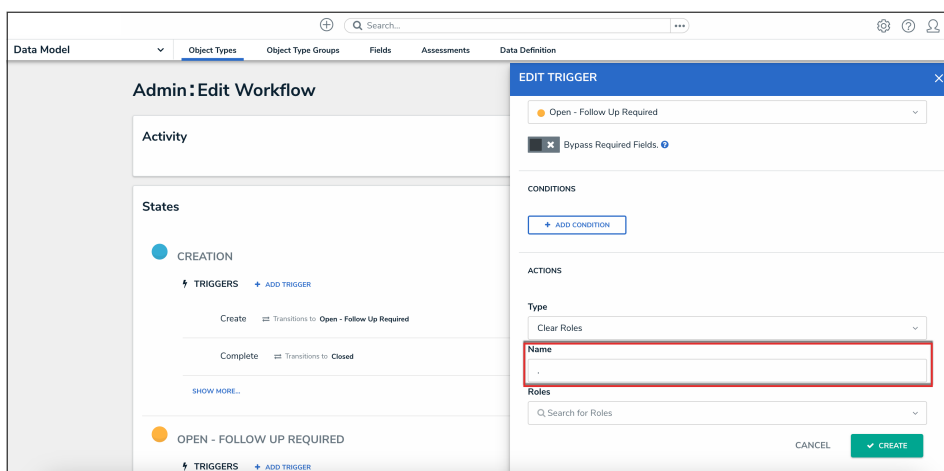 Search...
Data Model
Object Types
Object Type Groups
Fields
Assessments
Data Definition
Admin:Edit Workflow
Activity
States
CREATION
TRIGGERS + ADD TRIGGER
Create Transitions to Open - Follow Up Required
Complete Transitions to Closed
SHOW MORE...
OPEN - FOLLOW UP REQUIRED
TRIGGERS + ADD TRIGGER
EDIT TRIGGER
Open - Follow Up Required
Bypass Required Fields.
CONDITIONS
+ ADD CONDITION
ACTIONS
Type
Clear Roles
Name
.
Roles
Search for Roles
CANCEL
CREATE